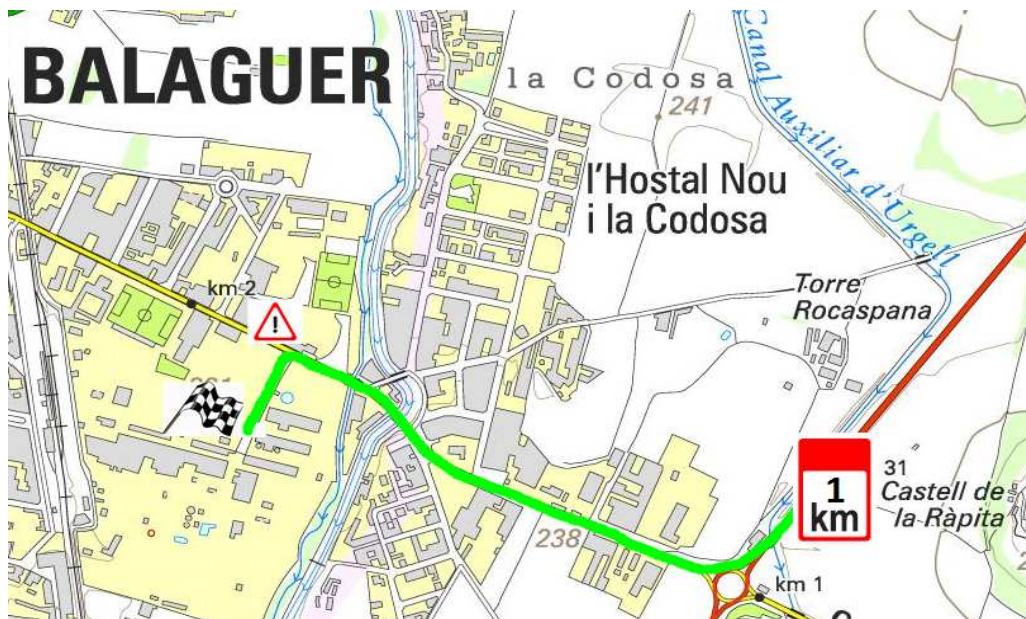 BALAGUER
la Codosa
241
Canal Auxiliar d'Urgell
l'Hostal Nou
i la Codosa
km 2
!
Torre
Rocaspana
1
km
31
Castell de
la Ràpita
238
km 1